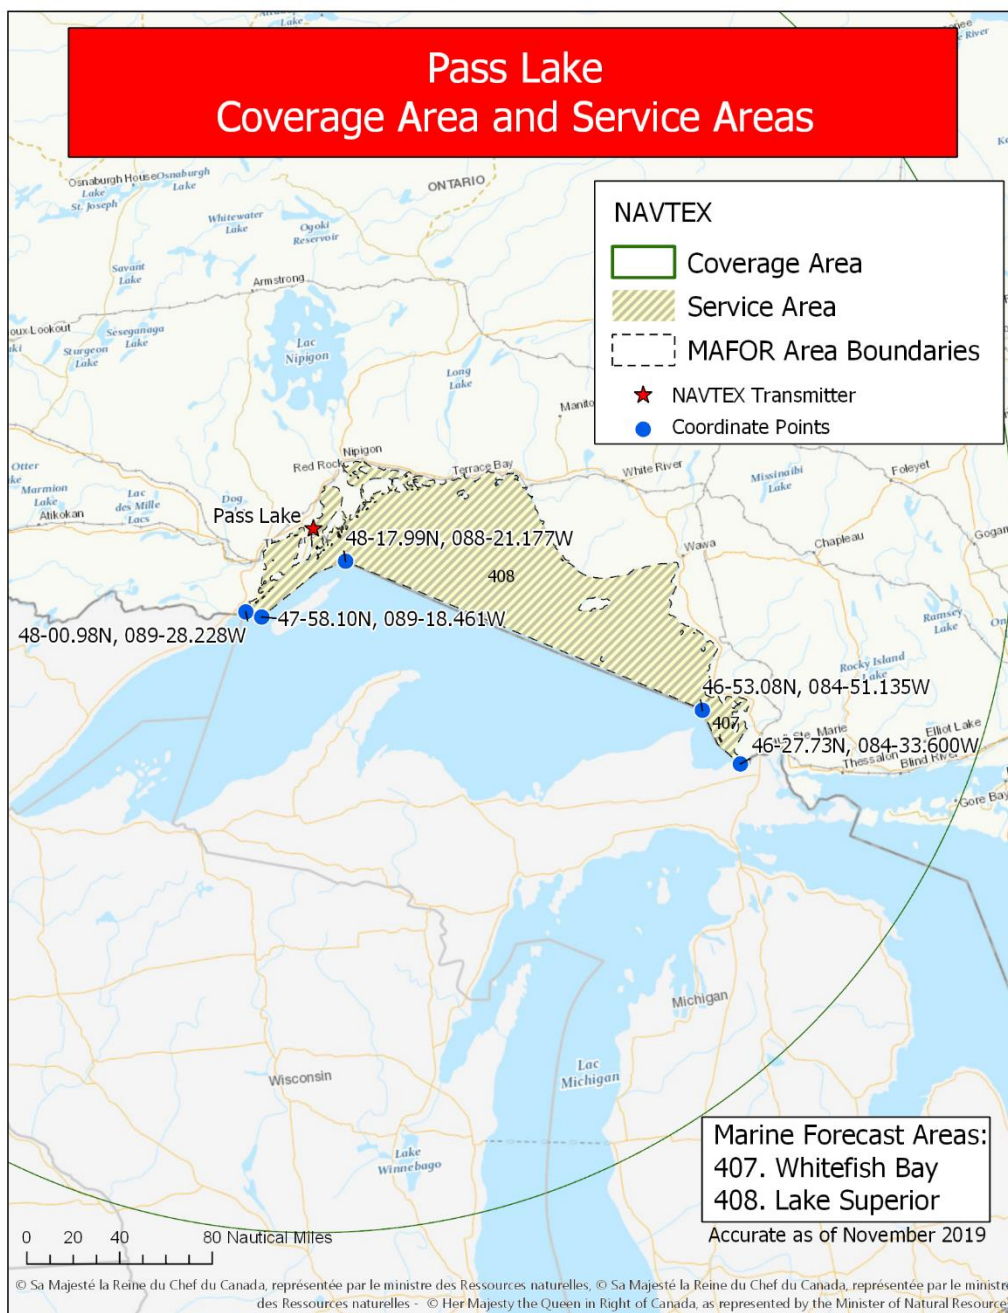 Pass Lake
Coverage Area and Service Areas
NAVTEX
Coverage Area
Service Area
MAFOR Area Boundaries
NAVTEX Transmitter
Coordinate Points
Lake
River
Osnaburgh House
Osnaburgh
Lake
Lake
St. Joseph
ONTARIO
Whitewater
Lake
Ogoki
Reservoir
Savant
Lake
Armstrong
Lookout
Seseganaga
Lake
Sturgeon
Lake
Lac
Nipigon
Long
Lake
Nipigon
Red Rock
Terrace Bay
White River
Missinaibi
Lake
Foleyet
Otter
Marmion
Lake
Lac
des Mille
Lacs
Dog
Atikokan
Pass Lake
48-17.99N, 088-21.177W
408
Wawa
Chapleau
47-58.10N, 089-18.461W
48-00.98N, 089-28.228W
Ramsey
Lake
Rocky Island
Lake
46-53.08N, 084-51.135W
407
Ste. Marie
Elliot Lake
46-27.73N, 084-33.600W
Thessalon
Blind River
Gore Bay
Michigan
Wisconsin
Lac
Michigan
Lake
Winnebago
Marine Forecast Areas:
407. Whitefish Bay
408. Lake Superior
Accurate as of November 2019
0 20 40 80 Nautical Miles
© Sa Majesté la Reine du Chef du Canada, représentée par le ministre des Ressources naturelles, © Sa Majesté la Reine du Chef du Canada, représentée par le ministre
des Ressources naturelles - © Her Majesty the Queen in Right of Canada, as represented by the Minister of Natural